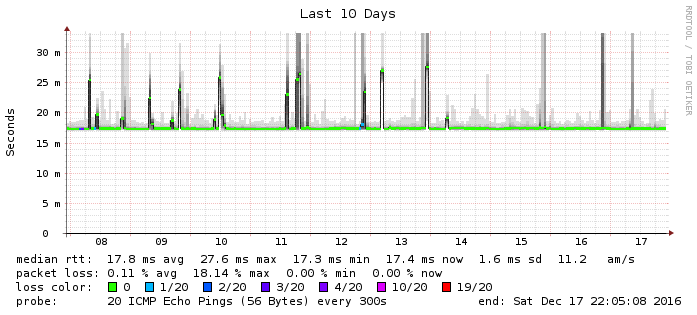 Last 10 Days
RRDTOOL / TOBI OETIKER
Seconds
30 m
25 m
20 m
15 m
10 m
5 m
0
08 09 10 11 12 13 14 15 16 17
median rtt: 17.8 ms avg 27.6 ms max 17.3 ms min 17.4 ms now 1.6 ms sd 11.2 am/s
packet loss: 0.11 % avg 18.14 % max 0.00 % min 0.00 % now
loss color: 0 1/20 2/20 3/20 4/20 10/20 19/20
probe: 20 ICMP Echo Pings (56 Bytes) every 300s end: Sat Dec 17 22:05:08 2016